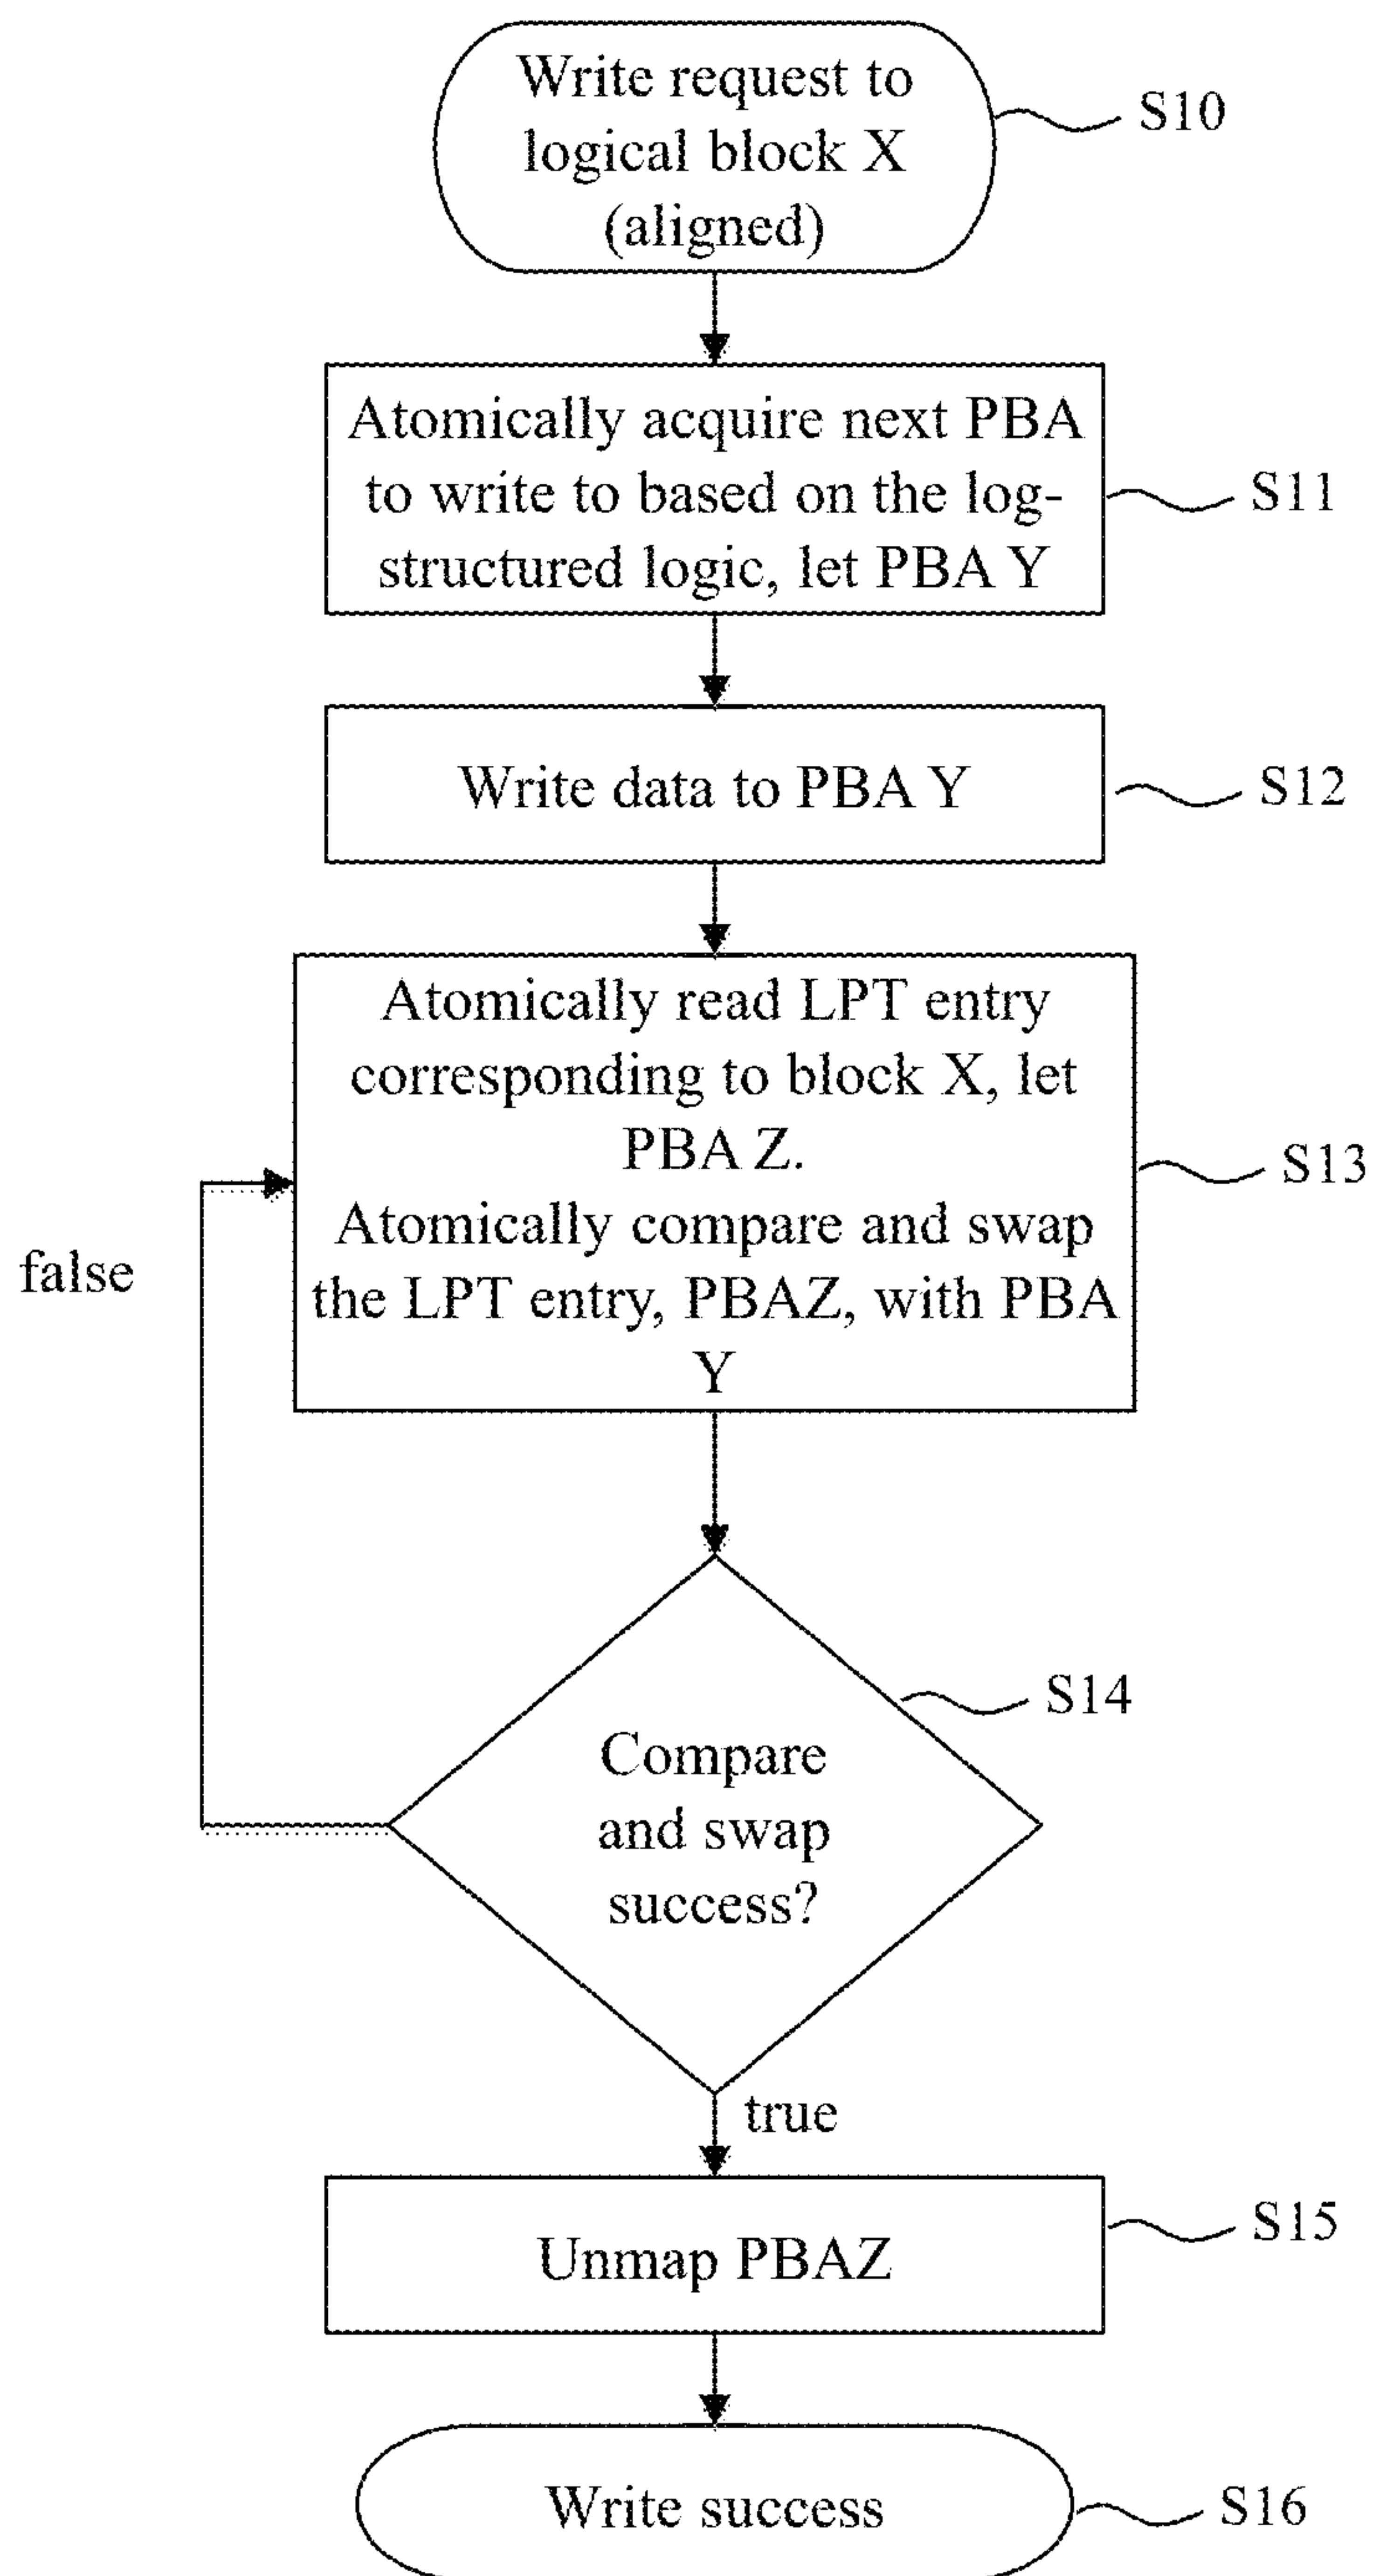 Write request to
logical block X
(aligned)
S10
Atomically acquire next PBA
to write to based on the log-
structured logic, let PBA Y
S11
Write data to PBA Y
S12
Atomically read LPT entry
corresponding to block X, let
PBA Z.
Atomically compare and swap
the LPT entry, PBAZ, with PBA
Y
S13
false
S14
Compare
and swap
success?
true
Unmap PBAZ
S15
Write success
S16